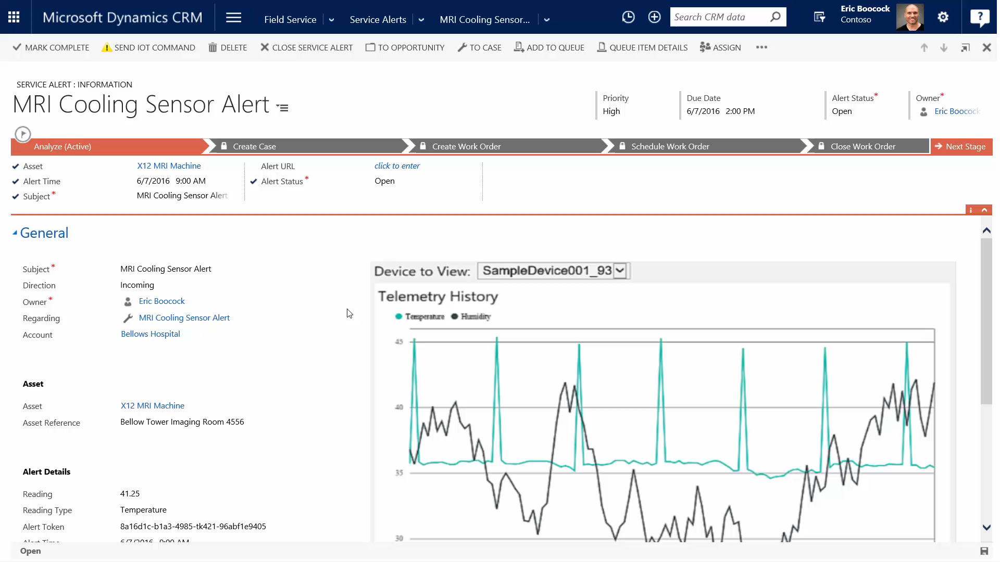 Microsoft Dynamics CRM
Field Service
Service Alerts
MRI Cooling Sensor...
Search CRM data
Eric Boocock
Contoso
?
MARK COMPLETE
SEND IOT COMMAND
DELETE
CLOSE SERVICE ALERT
TO OPPORTUNITY
TO CASE
ADD TO QUEUE
QUEUE ITEM DETAILS
ASSIGN
SERVICE ALERT : INFORMATION
MRI Cooling Sensor Alert
Priority
High
Due Date
6/7/2016 2:00 PM
Alert Status*
Open
Owner*
Eric Boocock
Analyze (Active)
Create Case
Create Work Order
Schedule Work Order
Close Work Order
Next Stage
Asset X12 MRI Machine
Alert Time 6/7/2016 9:00 AM
Subject* MRI Cooling Sensor Alert
Alert URL click to enter
Alert Status* Open
General
Subject* MRI Cooling Sensor Alert
Direction Incoming
Owner* Eric Boocock
Regarding MRI Cooling Sensor Alert
Account Bellows Hospital
Asset
Asset X12 MRI Machine
Asset Reference Bellow Tower Imaging Room 4556
Alert Details
Reading 41.25
Reading Type Temperature
Alert Token 8a16d1c-b1a3-4985-tk421-96abf1e9405
Alert Time 6/7/2016 9:00 AM
Device to View: SampleDevice001_93
Telemetry History
Temperature Humidity
45
40
35
30
Open